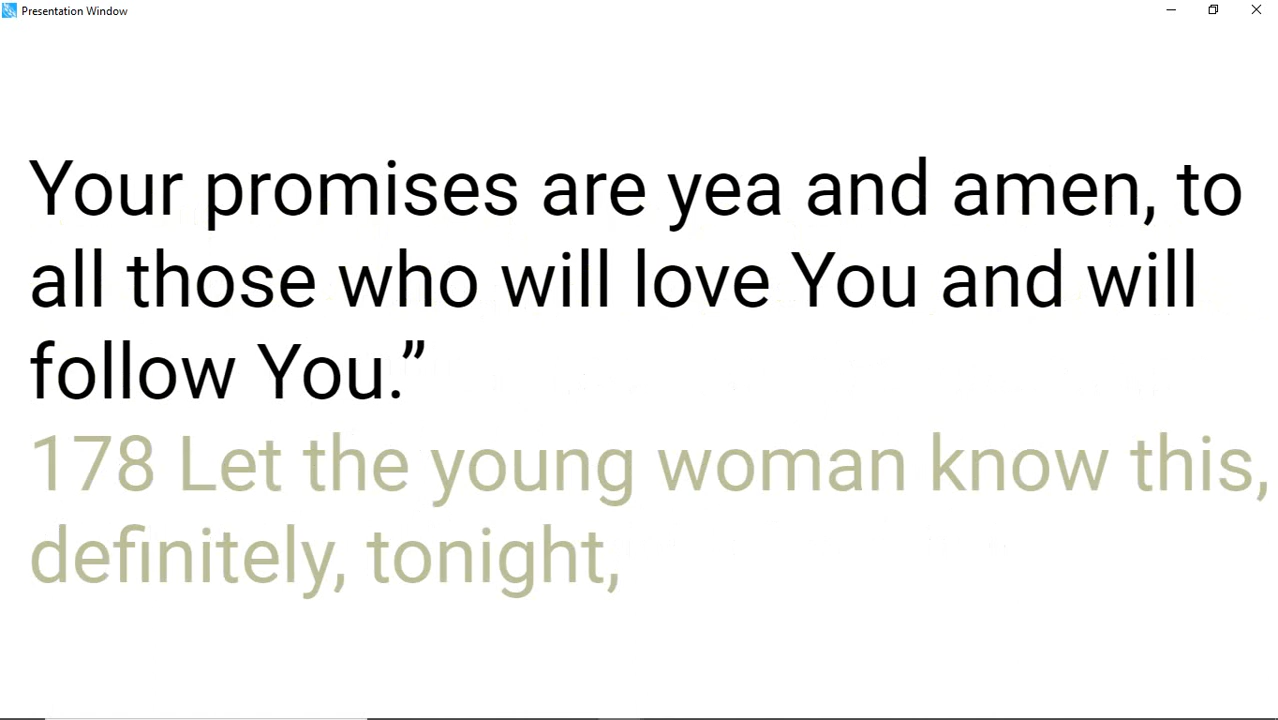 Presentation Window
Your promises are yea and amen, to
all those who will love You and will
follow You.”
178 Let the young woman know this,
definitely, tonight,